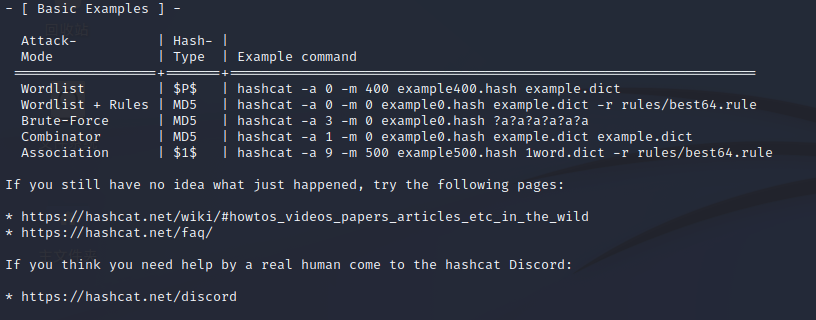 - [ Basic Examples ] -
Attack- | Hash- |
Mode | Type | Example command
==================+=======+==================================================================
Wordlist | $P$ | hashcat -a 0 -m 400 example400.hash example.dict
Wordlist + Rules | MD5 | hashcat -a 0 -m 0 example0.hash example.dict -r rules/best64.rule
Brute-Force | MD5 | hashcat -a 3 -m 0 example0.hash ?a?a?a?a?a?a
Combinator | MD5 | hashcat -a 1 -m 0 example0.hash example.dict example.dict
Association | $1$ | hashcat -a 9 -m 500 example500.hash 1word.dict -r rules/best64.rule
If you still have no idea what just happened, try the following pages:
* https://hashcat.net/wiki/#howtos_videos_papers_articles_etc_in_the_wild
* https://hashcat.net/faq/
If you think you need help by a real human come to the hashcat Discord:
* https://hashcat.net/discord